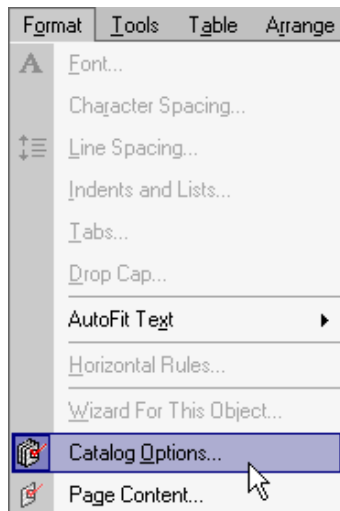 Format Tools Table Arrange
Font...
Character Spacing...
Line Spacing...
Indents and Lists...
Tabs...
Drop Cap...
AutoFit Text
Horizontal Rules...
Wizard For This Object...
Catalog Options...
Page Content...